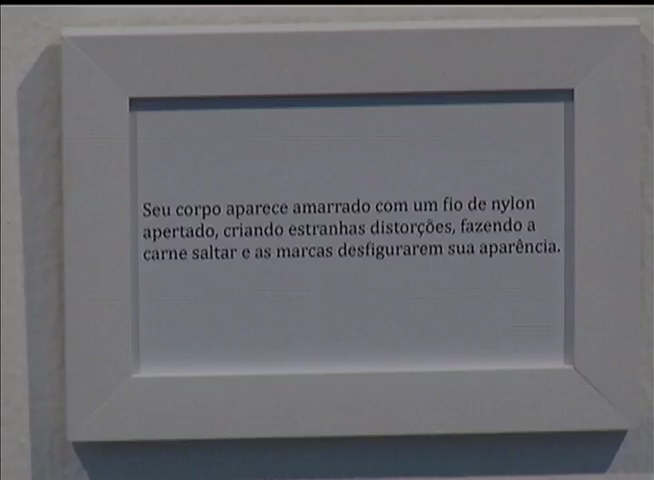 Seu corpo aparece amarrado com um fio de nylon
apertado, criando estranhas distorções, fazendo a
carne saltar e as marcas desfigurarem sua aparência.